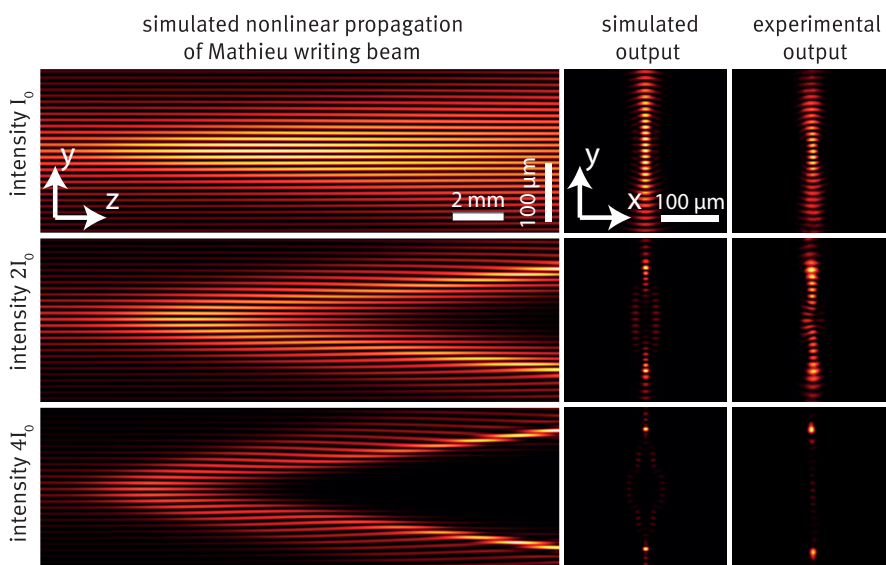 simulated nonlinear propagation
of Mathieu writing beam
simulated
output
experimental
output
intensity I₀
y
z
2 mm
100 µm
y
x
100 µm
intensity 2I₀
intensity 4I₀